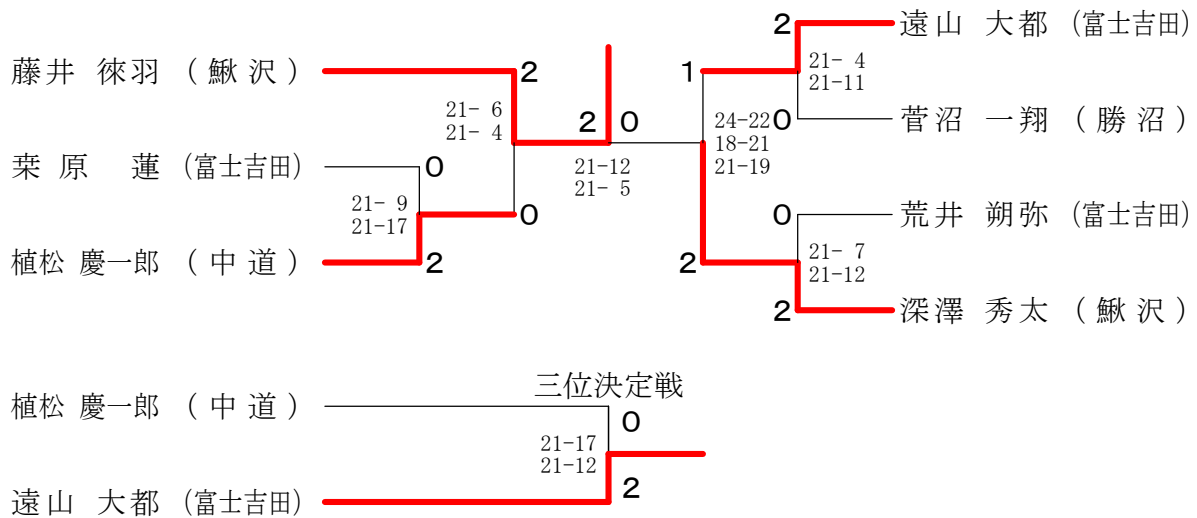 藤井 徠羽 (鰍沢)
2
21- 6
21- 4
栞原 蓮 (富士吉田)
0
21- 9
21-17
0
植松 慶一郎 (中道)
2
2 0
21-12
21- 5
2
遠山 大都 (富士吉田)
1
21- 4
21-11
0
菅沼 一翔 (勝沼)
24-22
18-21
21-19
0
荒井 朔弥 (富士吉田)
21- 7
21-12
2
2
深澤 秀太 (鰍沢)
三位決定戦
植松 慶一郎 (中道)
0
21-17
21-12
遠山 大都 (富士吉田)
2